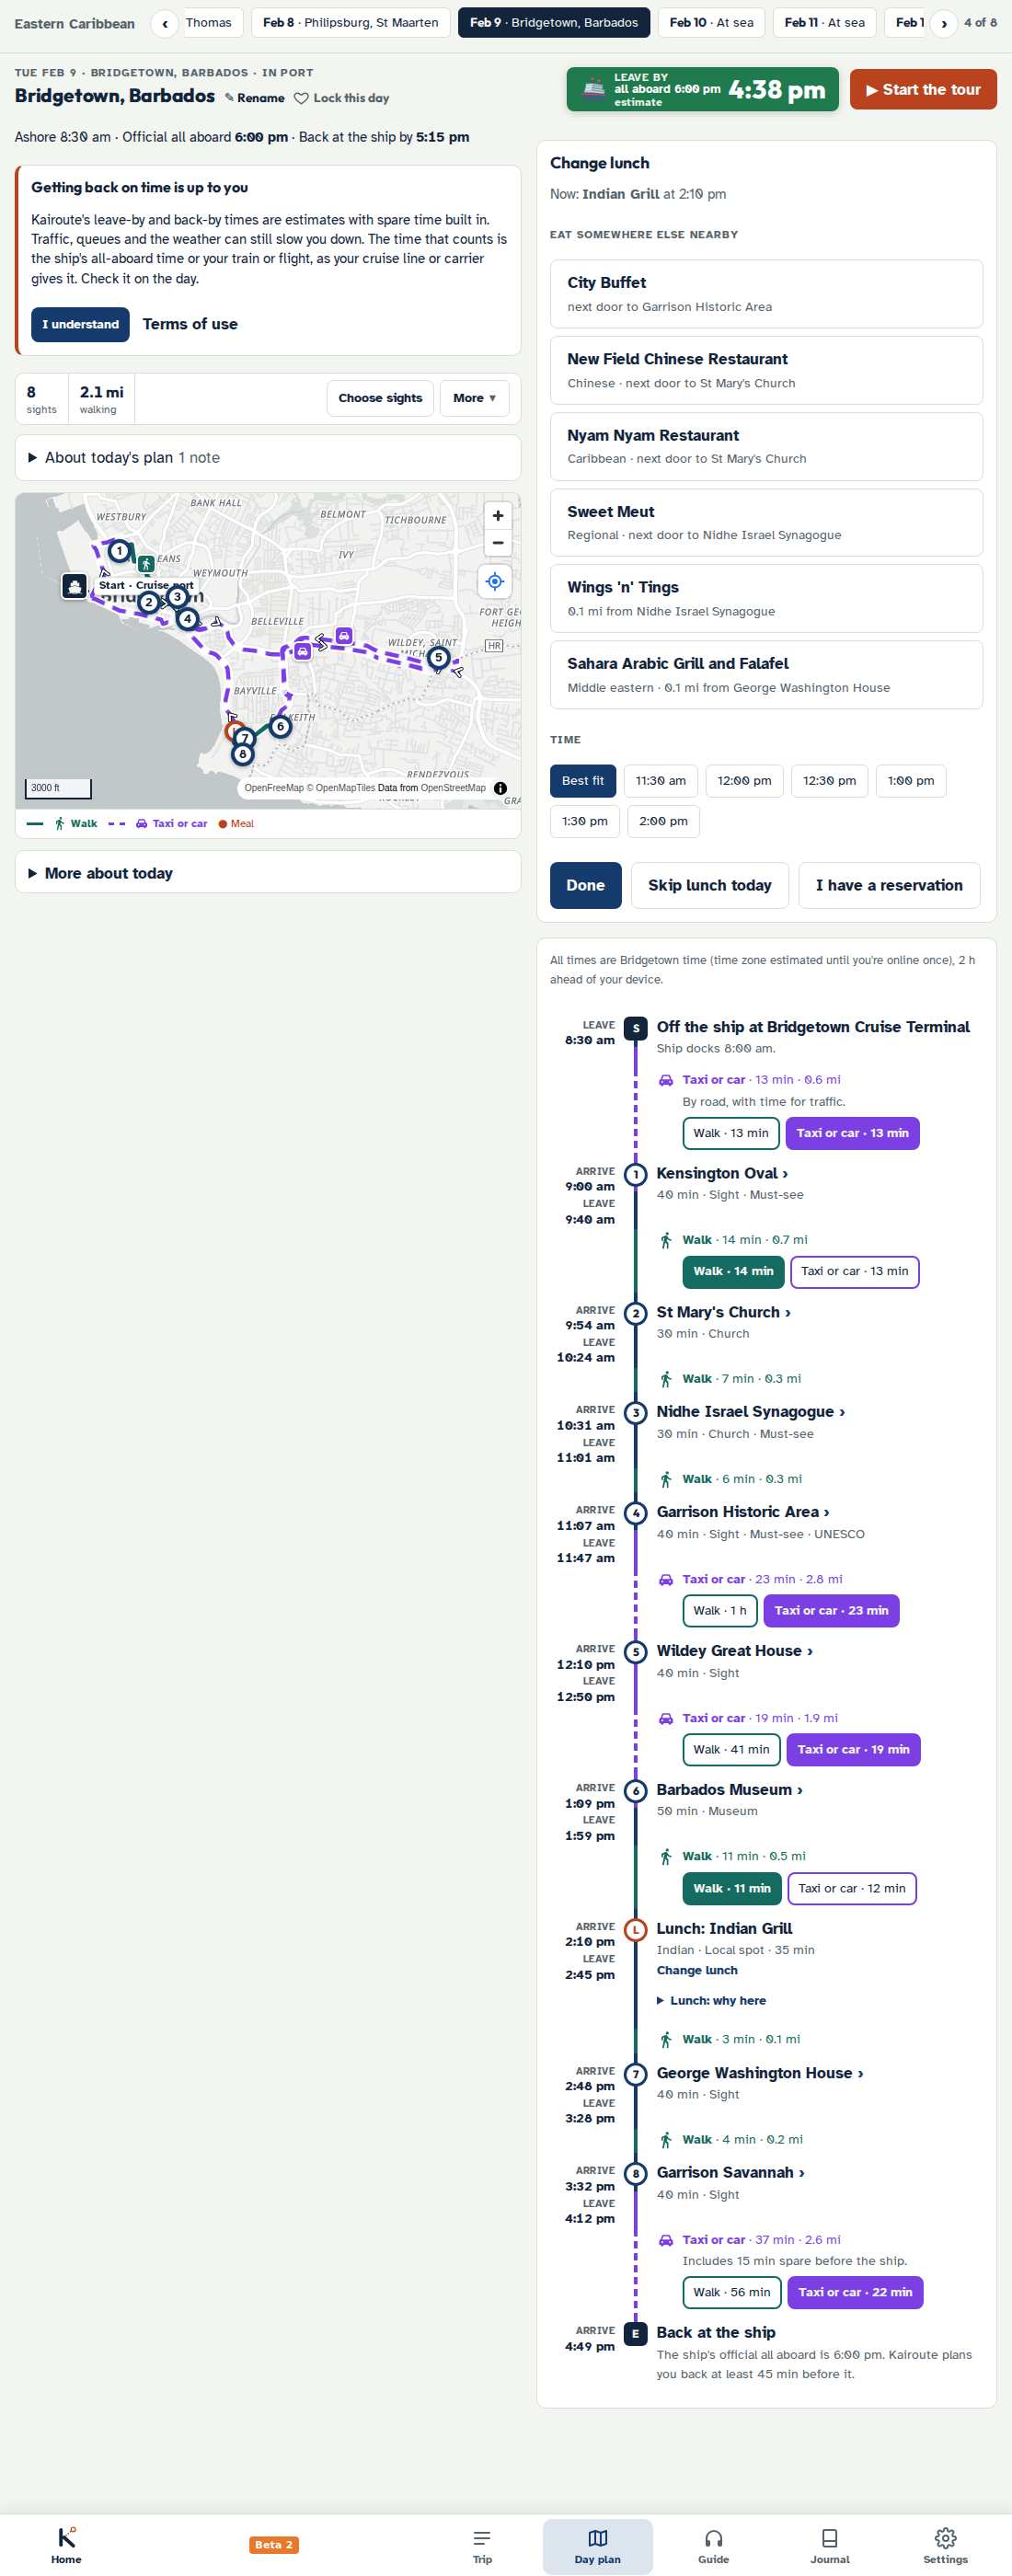 Eastern Caribbean
‹
Thomas
Feb 8 · Philipsburg, St Maarten
Feb 9 · Bridgetown, Barbados
Feb 10 · At sea
Feb 11 · At sea
Feb 1
›
4 of 8
TUE FEB 9 · BRIDGETOWN, BARBADOS · IN PORT
Bridgetown, Barbados
✎ Rename
Lock this day
LEAVE BY
all aboard 6:00 pm
estimate
4:38 pm
▶ Start the tour
Ashore 8:30 am · Official all aboard 6:00 pm · Back at the ship by 5:15 pm
Getting back on time is up to you
Kairoute's leave-by and back-by times are estimates with spare time built in.
Traffic, queues and the weather can still slow you down. The time that counts is
the ship's all-aboard time or your train or flight, as your cruise line or carrier
gives it. Check it on the day.
I understand
Terms of use
8
sights
2.1 mi
walking
Choose sights
More ▾
▶ About today's plan 1 note
BANK HALL
WESTBURY
BELMONT
TICHBOURNE
IVY
EANS
WEYMOUTH
Start · Cruise port
BELLEVILLE
FORT GEO
HEIGH
WILDEY, SAINT
HR
BAYVILLE
KEITH
RENDEZVOUS
GRA
1
2
3
4
5
6
7
8
+
−
3000 ft
OpenFreeMap © OpenMapTiles Data from OpenStreetMap
Walk
Taxi or car
Meal
▶ More about today
Change lunch
Now: Indian Grill at 2:10 pm
EAT SOMEWHERE ELSE NEARBY
City Buffet
next door to Garrison Historic Area
New Field Chinese Restaurant
Chinese · next door to St Mary's Church
Nyam Nyam Restaurant
Caribbean · next door to St Mary's Church
Sweet Meut
Regional · next door to Nidhe Israel Synagogue
Wings 'n' Tings
0.1 mi from Nidhe Israel Synagogue
Sahara Arabic Grill and Falafel
Middle eastern · 0.1 mi from George Washington House
TIME
Best fit
11:30 am
12:00 pm
12:30 pm
1:00 pm
1:30 pm
2:00 pm
Done
Skip lunch today
I have a reservation
All times are Bridgetown time (time zone estimated until you're online once), 2 h
ahead of your device.
LEAVE
8:30 am
S
Off the ship at Bridgetown Cruise Terminal
Ship docks 8:00 am.
Taxi or car · 13 min · 0.6 mi
By road, with time for traffic.
Walk · 13 min
Taxi or car · 13 min
ARRIVE
9:00 am
LEAVE
9:40 am
1
Kensington Oval ›
40 min · Sight · Must-see
Walk · 14 min · 0.7 mi
Walk · 14 min
Taxi or car · 13 min
ARRIVE
9:54 am
LEAVE
10:24 am
2
St Mary's Church ›
30 min · Church
Walk · 7 min · 0.3 mi
ARRIVE
10:31 am
LEAVE
11:01 am
3
Nidhe Israel Synagogue ›
30 min · Church · Must-see
Walk · 6 min · 0.3 mi
ARRIVE
11:07 am
LEAVE
11:47 am
4
Garrison Historic Area ›
40 min · Sight · Must-see · UNESCO
Taxi or car · 23 min · 2.8 mi
Walk · 1 h
Taxi or car · 23 min
ARRIVE
12:10 pm
LEAVE
12:50 pm
5
Wildey Great House ›
40 min · Sight
Taxi or car · 19 min · 1.9 mi
Walk · 41 min
Taxi or car · 19 min
ARRIVE
1:09 pm
LEAVE
1:59 pm
6
Barbados Museum ›
50 min · Museum
Walk · 11 min · 0.5 mi
Walk · 11 min
Taxi or car · 12 min
ARRIVE
2:10 pm
LEAVE
2:45 pm
L
Lunch: Indian Grill
Indian · Local spot · 35 min
Change lunch
▶ Lunch: why here
Walk · 3 min · 0.1 mi
ARRIVE
2:48 pm
LEAVE
3:28 pm
7
George Washington House ›
40 min · Sight
Walk · 4 min · 0.2 mi
ARRIVE
3:32 pm
LEAVE
4:12 pm
8
Garrison Savannah ›
40 min · Sight
Taxi or car · 37 min · 2.6 mi
Includes 15 min spare before the ship.
Walk · 56 min
Taxi or car · 22 min
ARRIVE
4:49 pm
E
Back at the ship
The ship's official all aboard is 6:00 pm. Kairoute plans
you back at least 45 min before it.
Home
Beta 2
Trip
Day plan
Guide
Journal
Settings